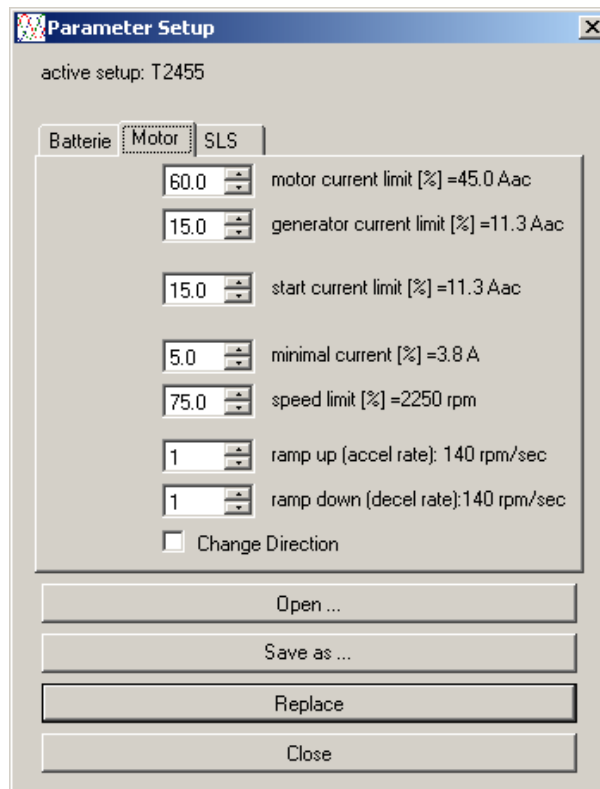 Parameter Setup
active setup: T2455
Batterie Motor SLS
60.0 motor current limit [%] =45.0 Aac
15.0 generator current limit [%] =11.3 Aac
15.0 start current limit [%] =11.3 Aac
5.0 minimal current [%] =3.8 A
75.0 speed limit [%] =2250 rpm
1 ramp up (accel rate): 140 rpm/sec
1 ramp down (decel rate):140 rpm/sec
Change Direction
Open ...
Save as ...
Replace
Close